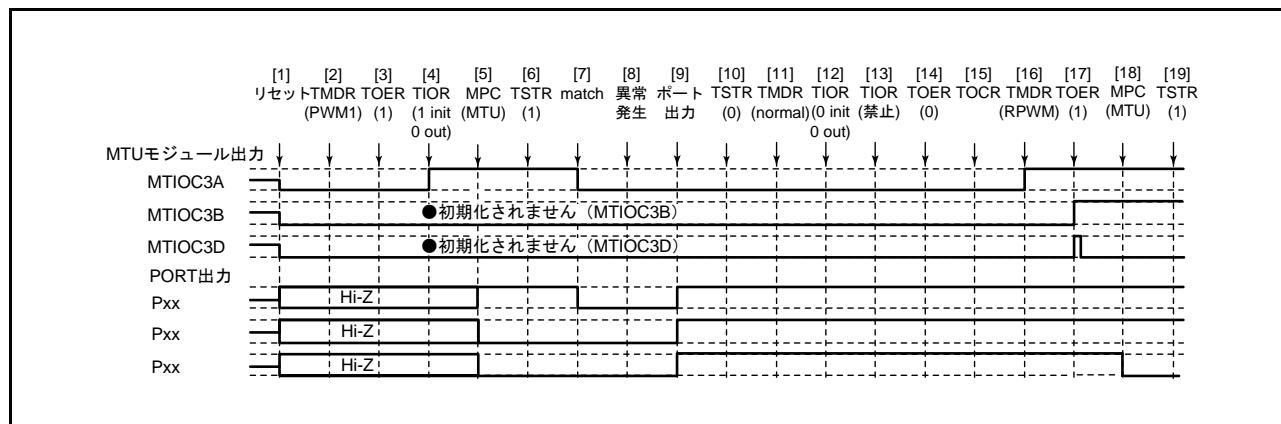 [1] [2] [3] [4] [5] [6] [7] [8] [9] [10] [11] [12] [13] [14] [15] [16] [17] [18] [19]
リセット TMDR TOER TIOR MPC TSTR match 異常 ポート TSTR TMDR TIOR TIOR TOER TOCR TMDR TOER MPC TSTR
(PWM1) (1) (1 init (MTU) (1) 発生 出力 (0) (normal) (0 init (禁止) (0) (RPWM) (1) (MTU) (1)
0 out) 0 out)
MTUモジュール出力
MTIOC3A
MTIOC3B ●初期化されません（MTIOC3B）
MTIOC3D ●初期化されません（MTIOC3D）
PORT出力
Pxx Hi-Z
Pxx Hi-Z
Pxx Hi-Z